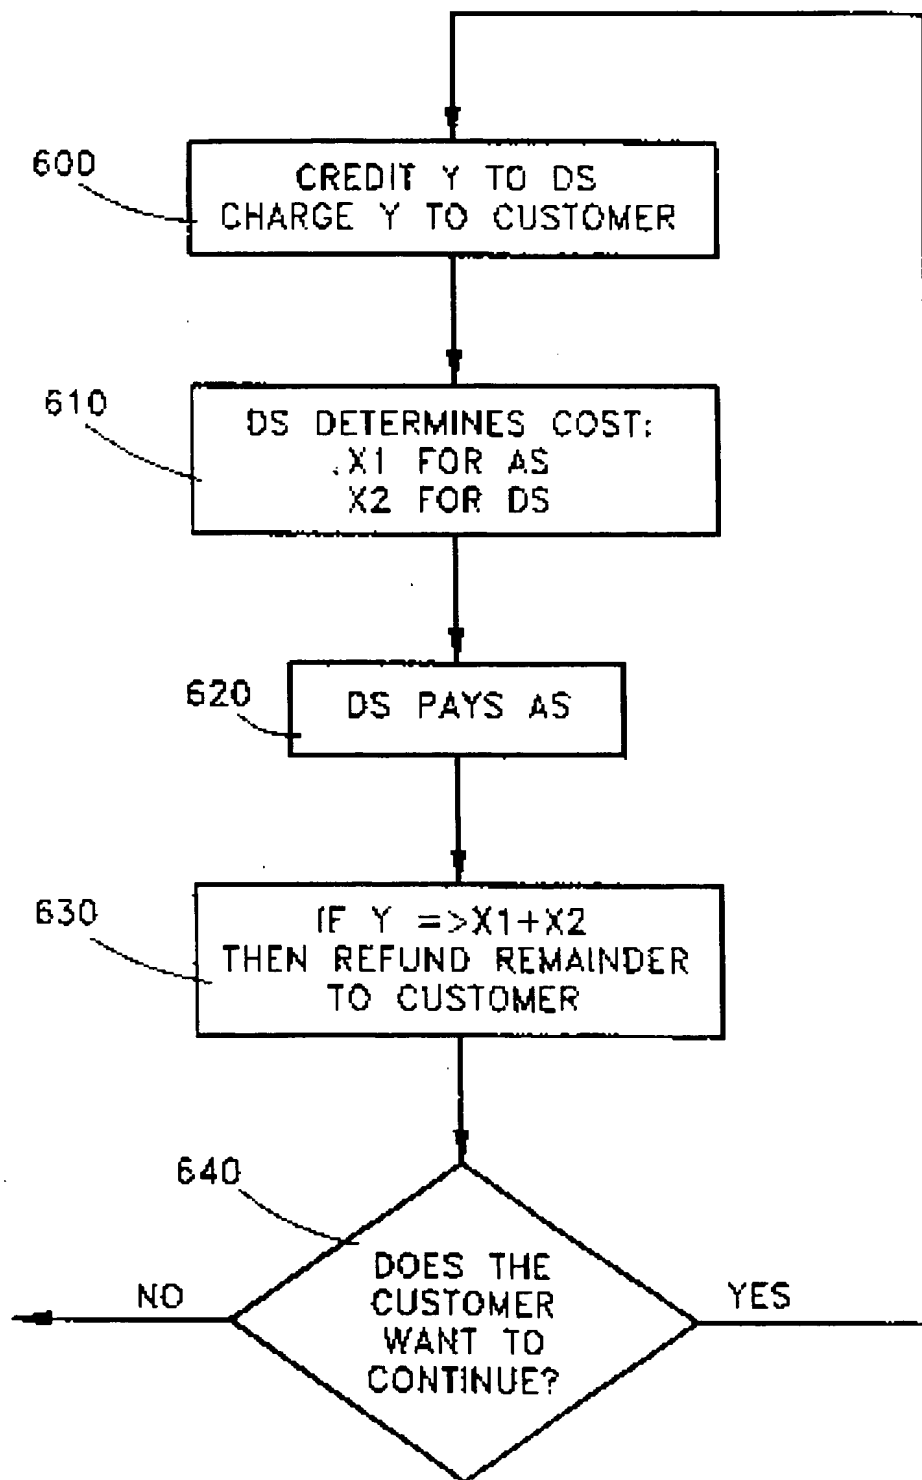 600
CREDIT Y TO DS
CHARGE Y TO CUSTOMER
610
DS DETERMINES COST:
X1 FOR AS
X2 FOR DS
620
DS PAYS AS
630
IF Y =>X1+X2
THEN REFUND REMAINDER
TO CUSTOMER
640
DOES THE
CUSTOMER
WANT TO
CONTINUE?
NO
YES